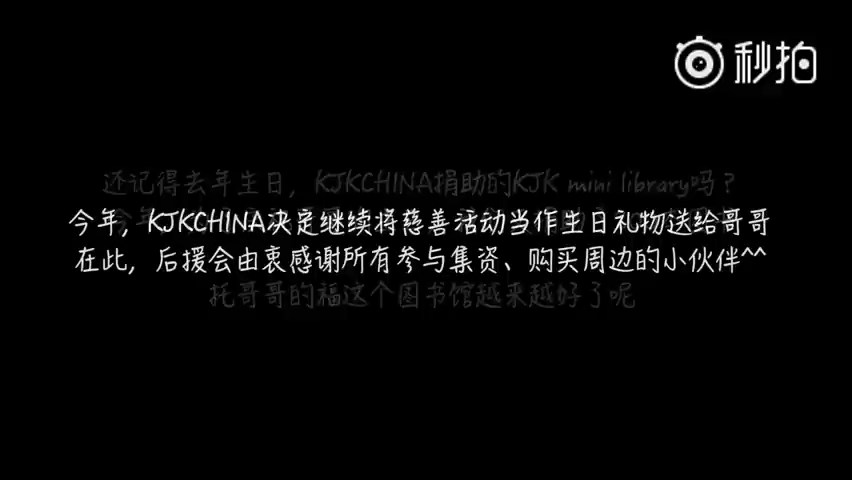 秒拍
还记得去年生日，KJKCHINA捐助的KJK mini library吗？
今年，KJKCHINA决定继续将慈善活动当作生日礼物送给哥哥
在此，后援会由衷感谢所有参与集资、购买周边的小伙伴^^
托哥哥的福这个图书馆越来越好了呢